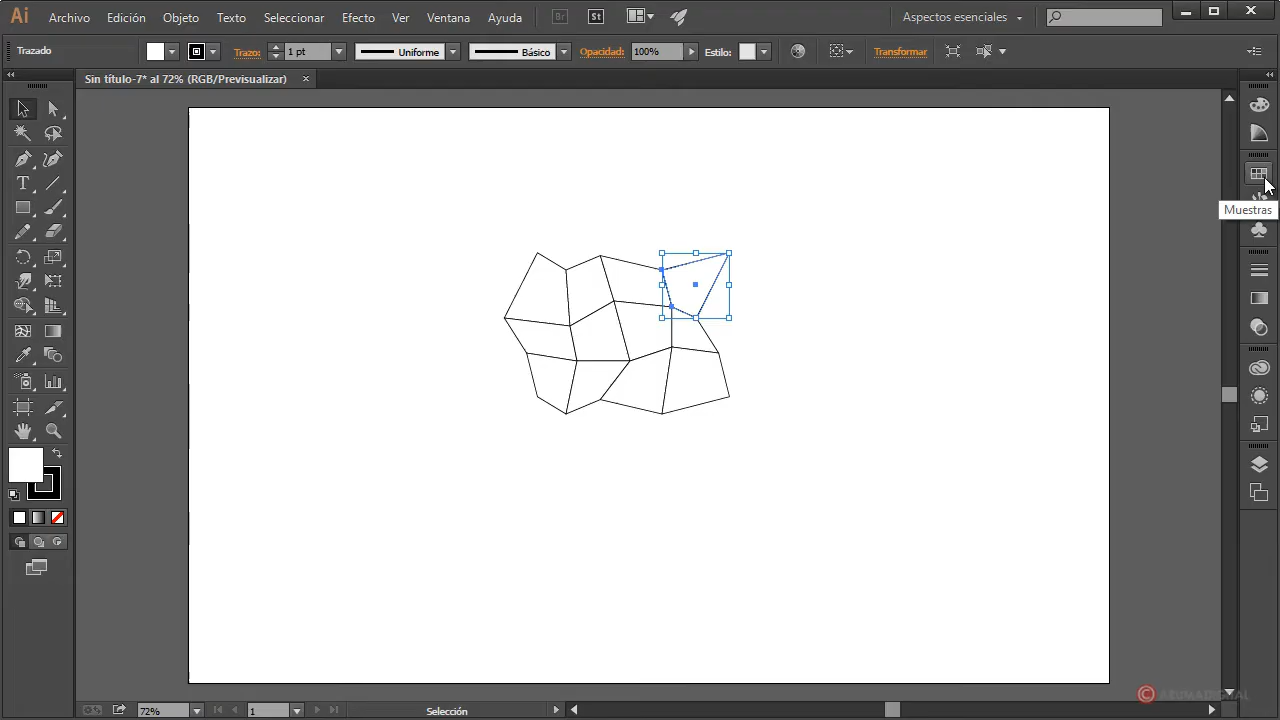 Ai Archivo Edición Objeto Texto Seleccionar Efecto Ver Ventana Ayuda Br St Aspectos esenciales
Trazado Trazo: 1 pt Uniforme Básico Opacidad: 100% Estilo: Transformar
Sin título-7* al 72% (RGB/Previsualizar)
Muestras
T
© AKUMADIGITAL
72% 1 Selección